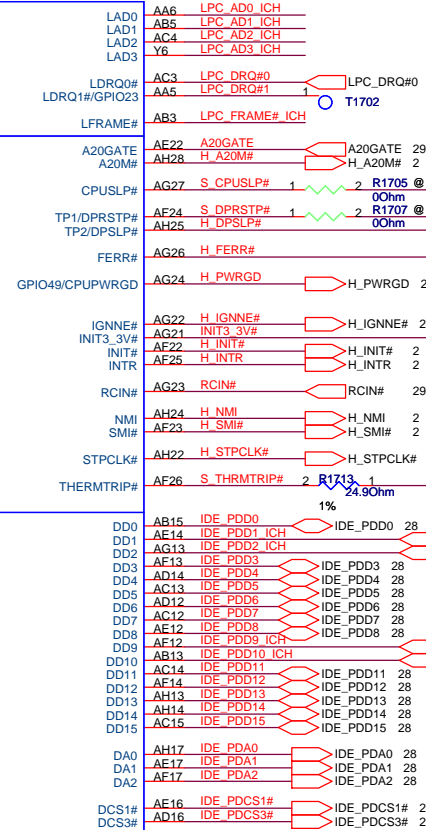 LAD0 AA6 LPC_AD0_ICH
LAD1 AB5 LPC_AD1_ICH
LAD2 AC4 LPC_AD2_ICH
LAD3 Y6 LPC_AD3_ICH
LDRQ0# AC3 LPC_DRQ#0 LPC_DRQ#0
LDRQ1#/GPIO23 AA5 LPC_DRQ#1 1 T1702
LFRAME# AB3 LPC_FRAME#_ICH
A20GATE AE22 A20GATE A20GATE 29
A20M# AH28 H_A20M# H_A20M# 2
CPUSLP# AG27 S_CPUSLP# 1 2 R1705 @
0Ohm
TP1/DPRSTP# AF24 S_DPRSTP# 1 2 R1707 @
TP2/DPSLP# AH25 H_DPSLP# 0Ohm
FERR# AG26 H_FERR#
GPIO49/CPUPWRGD AG24 H_PWRGD H_PWRGD 2
IGNNE# AG22 H_IGNNE# H_IGNNE# 2
INIT3_3V# AG21 INIT3_3V#
INIT# AF22 H_INIT# H_INIT# 2
INTR AF25 H_INTR H_INTR 2
RCIN# AG23 RCIN# RCIN# 29
NMI AH24 H_NMI H_NMI 2
SMI# AF23 H_SMI# H_SMI# 2
STPCLK# AH22 H_STPCLK# H_STPCLK#
THERMTRIP# AF26 S_THRMTRIP# 2 R1713 1
24.9Ohm
1%
DD0 AB15 IDE_PDD0 IDE_PDD0 28
DD1 AE14 IDE_PDD1_ICH
DD2 AG13 IDE_PDD2_ICH
DD3 AF13 IDE_PDD3 IDE_PDD3 28
DD4 AD14 IDE_PDD4 IDE_PDD4 28
DD5 AC13 IDE_PDD5 IDE_PDD5 28
DD6 AD12 IDE_PDD6 IDE_PDD6 28
DD7 AC12 IDE_PDD7 IDE_PDD7 28
DD8 AE12 IDE_PDD8 IDE_PDD8 28
DD9 AF12 IDE_PDD9_ICH
DD10 AB13 IDE_PDD10_ICH
DD11 AC14 IDE_PDD11 IDE_PDD11 28
DD12 AF14 IDE_PDD12 IDE_PDD12 28
DD13 AH13 IDE_PDD13 IDE_PDD13 28
DD14 AH14 IDE_PDD14 IDE_PDD14 28
DD15 AC15 IDE_PDD15 IDE_PDD15 28
DA0 AH17 IDE_PDA0 IDE_PDA0 28
DA1 AE17 IDE_PDA1 IDE_PDA1 28
DA2 AF17 IDE_PDA2 IDE_PDA2 28
DCS1# AE16 IDE_PDCS1# IDE_PDCS1# 2
DCS3# AD16 IDE_PDCS3# IDE_PDCS3# 2